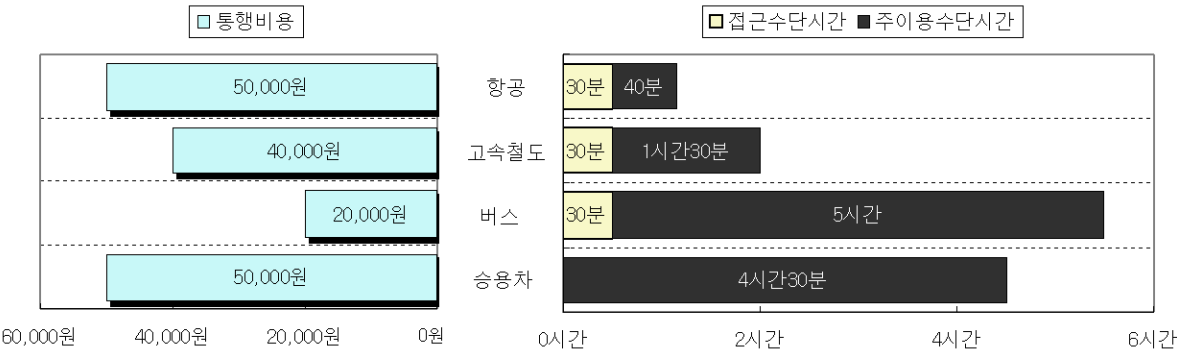 통행비용
접근수단시간 주이용수단시간
50,000원 항공 30분 40분
40,000원 고속철도 30분 1시간30분
20,000원 버스 30분 5시간
50,000원 승용차 4시간30분
60,000원 40,000원 20,000원 0원 0시간 2시간 4시간 6시간